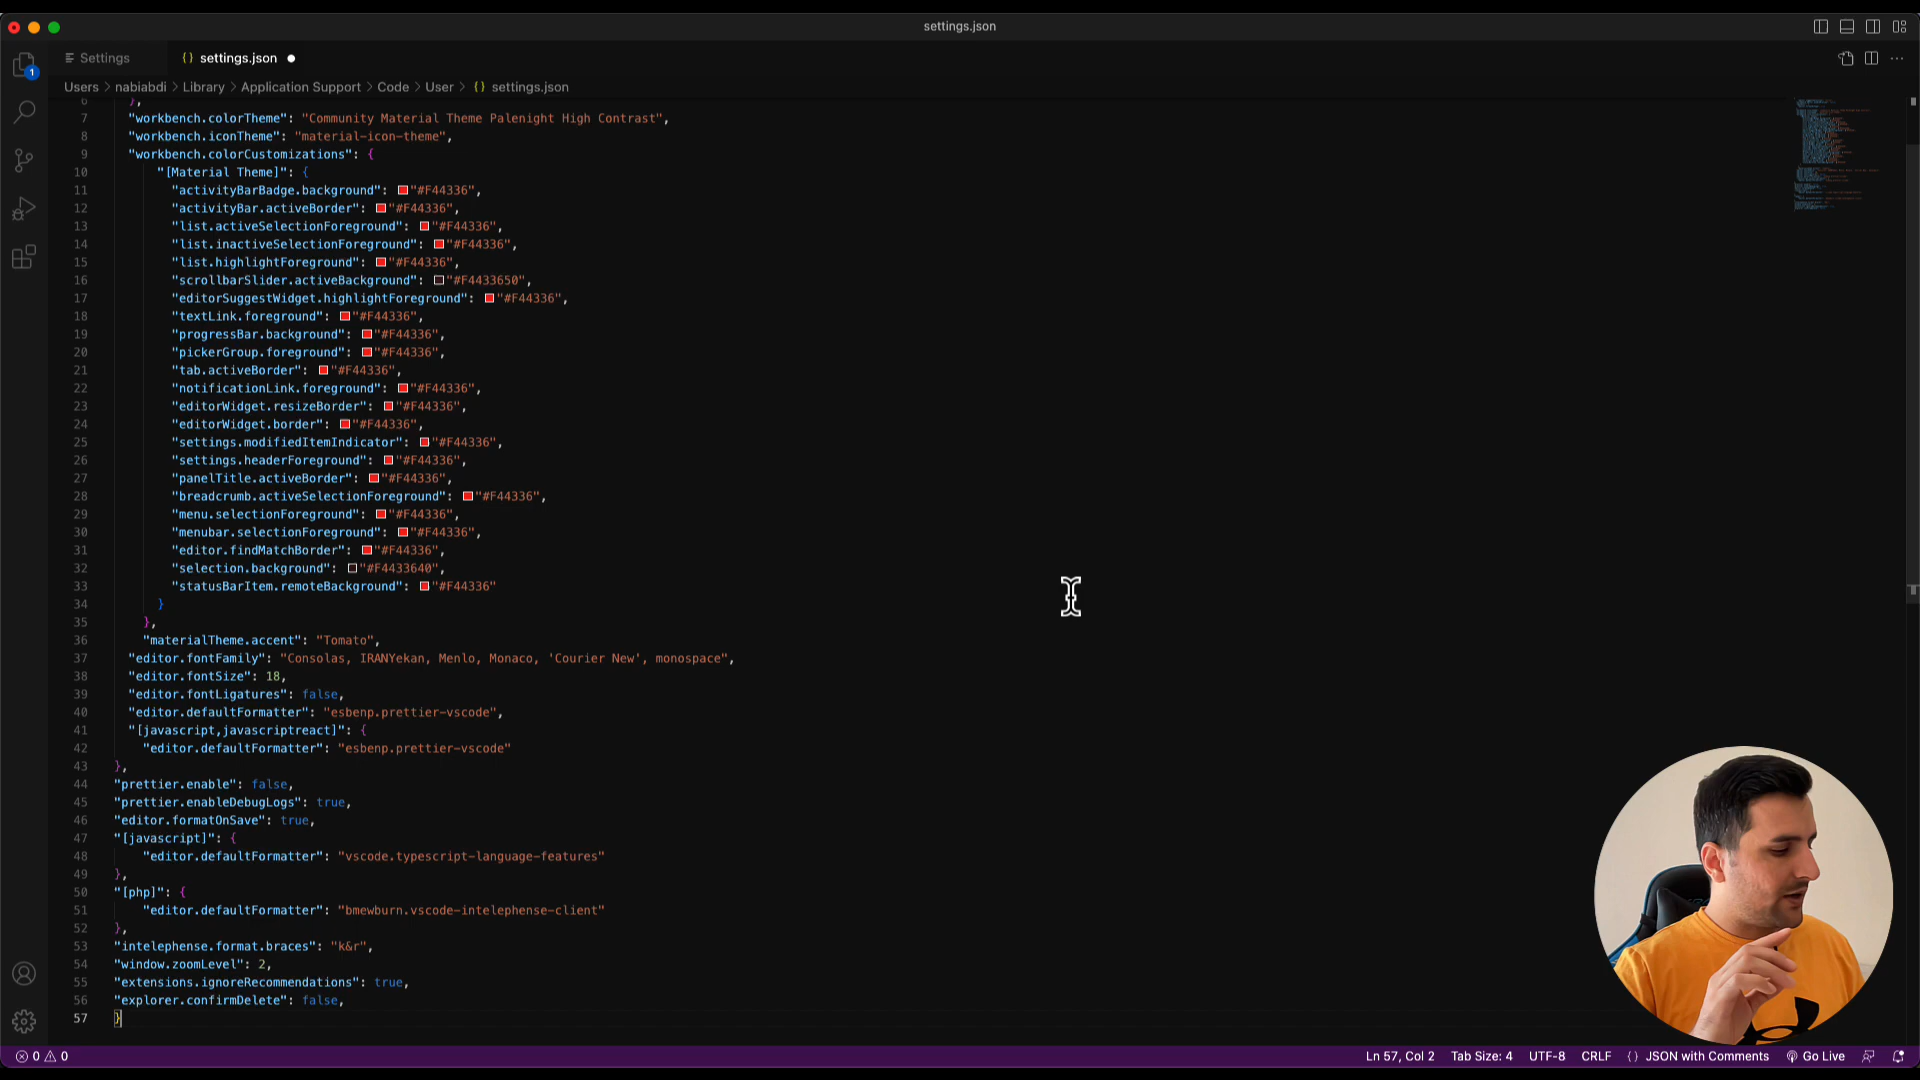 settings.json
Settings
{} settings.json ●
1
Users > nabiabdi > Library > Application Support > Code > User > {} settings.json
6 },
7 "workbench.colorTheme": "Community Material Theme Palenight High Contrast",
8 "workbench.iconTheme": "material-icon-theme",
9 "workbench.colorCustomizations": {
10 "[Material Theme]": {
11 "activityBarBadge.background": "#F44336",
12 "activityBar.activeBorder": "#F44336",
13 "list.activeSelectionForeground": "#F44336",
14 "list.inactiveSelectionForeground": "#F44336",
15 "list.highlightForeground": "#F44336",
16 "scrollbarSlider.activeBackground": "#F4433650",
17 "editorSuggestWidget.highlightForeground": "#F44336",
18 "textLink.foreground": "#F44336",
19 "progressBar.background": "#F44336",
20 "pickerGroup.foreground": "#F44336",
21 "tab.activeBorder": "#F44336",
22 "notificationLink.foreground": "#F44336",
23 "editorWidget.resizeBorder": "#F44336",
24 "editorWidget.border": "#F44336",
25 "settings.modifiedItemIndicator": "#F44336",
26 "settings.headerForeground": "#F44336",
27 "panelTitle.activeBorder": "#F44336",
28 "breadcrumb.activeSelectionForeground": "#F44336",
29 "menu.selectionForeground": "#F44336",
30 "menubar.selectionForeground": "#F44336",
31 "editor.findMatchBorder": "#F44336",
32 "selection.background": "#F4433640",
33 "statusBarItem.remoteBackground": "#F44336"
34 }
35 },
36 "materialTheme.accent": "Tomato",
37 "editor.fontFamily": "Consolas, IRANYekan, Menlo, Monaco, 'Courier New', monospace",
38 "editor.fontSize": 18,
39 "editor.fontLigatures": false,
40 "editor.defaultFormatter": "esbenp.prettier-vscode",
41 "[javascript,javascriptreact]": {
42 "editor.defaultFormatter": "esbenp.prettier-vscode"
43 },
44 "prettier.enable": false,
45 "prettier.enableDebugLogs": true,
46 "editor.formatOnSave": true,
47 "[javascript]": {
48 "editor.defaultFormatter": "vscode.typescript-language-features"
49 },
50 "[php]": {
51 "editor.defaultFormatter": "bmewburn.vscode-intelephense-client"
52 },
53 "intelephense.format.braces": "k&r",
54 "window.zoomLevel": 2,
55 "extensions.ignoreRecommendations": true,
56 "explorer.confirmDelete": false,
57 }
0 0 Ln 57, Col 2 Tab Size: 4 UTF-8 CRLF {} JSON with Comments Go Live